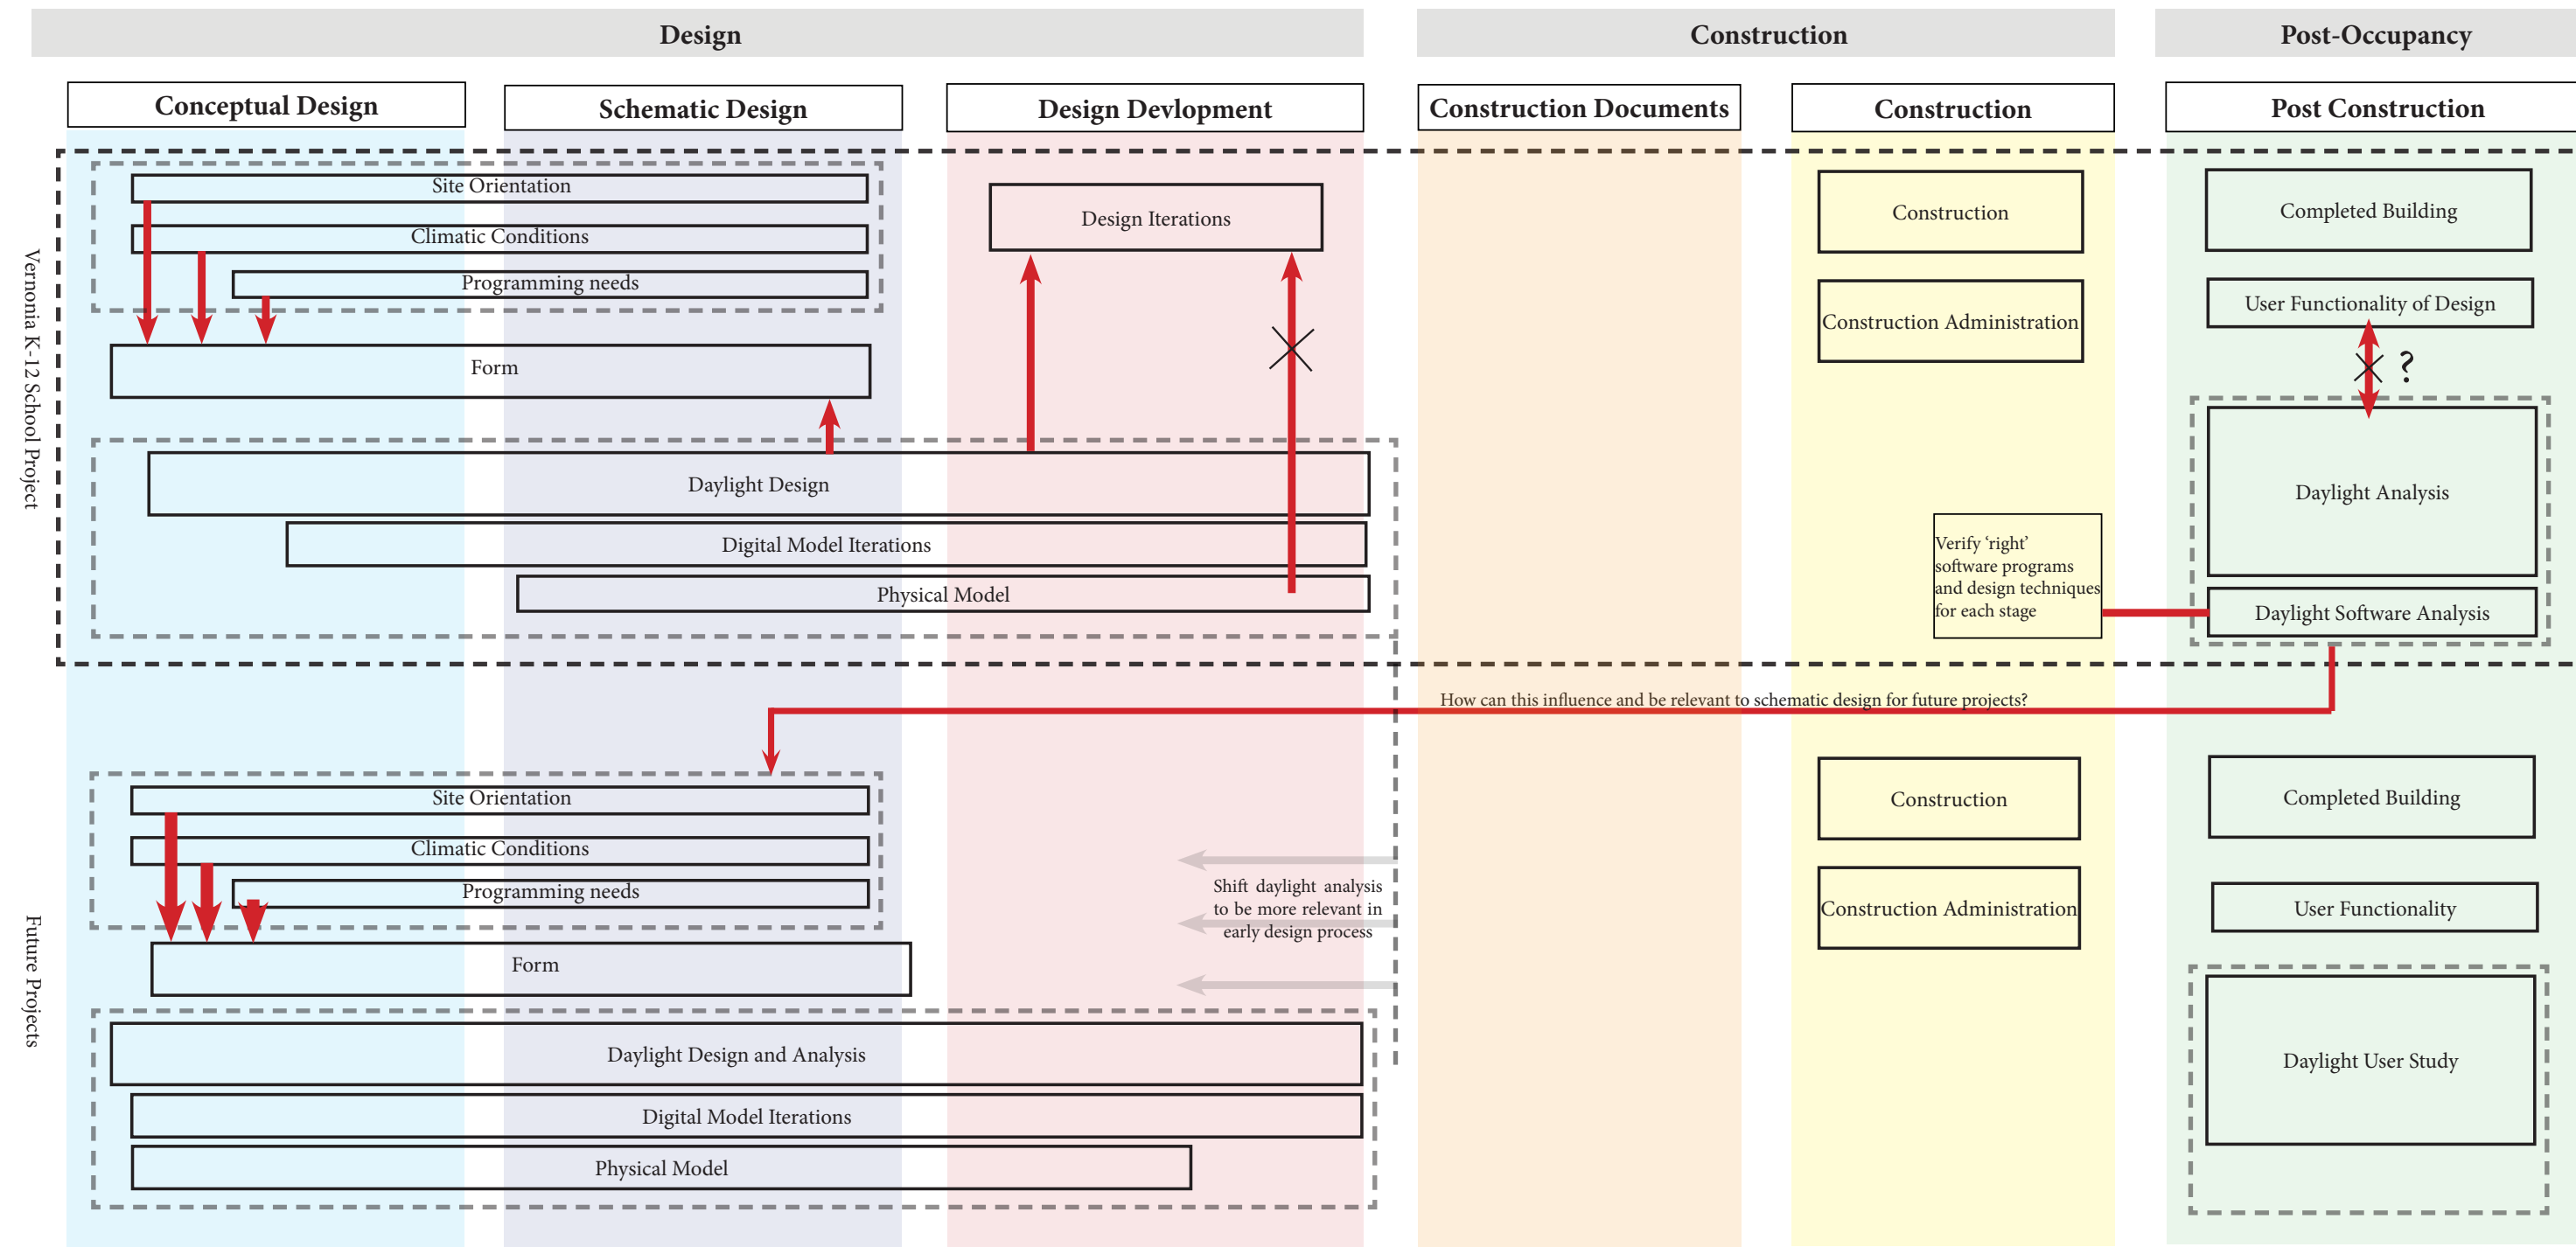 Design
Construction
Post-Occupancy
Conceptual Design
Schematic Design
Design Devlopment
Construction Documents
Construction
Post Construction
Vernonia K-12 School Project
Site Orientation
Climatic Conditions
Programming needs
Form
Daylight Design
Digital Model Iterations
Physical Model
Design Iterations
Construction
Construction Administration
Verify ‘right’
software programs
and design techniques
for each stage
Completed Building
User Functionality of Design
?
Daylight Analysis
Daylight Software Analysis
How can this influence and be relevant to schematic design for future projects?
Future Projects
Site Orientation
Climatic Conditions
Programming needs
Form
Daylight Design and Analysis
Digital Model Iterations
Physical Model
Shift daylight analysis
to be more relevant in
early design process
Construction
Construction Administration
Completed Building
User Functionality
Daylight User Study